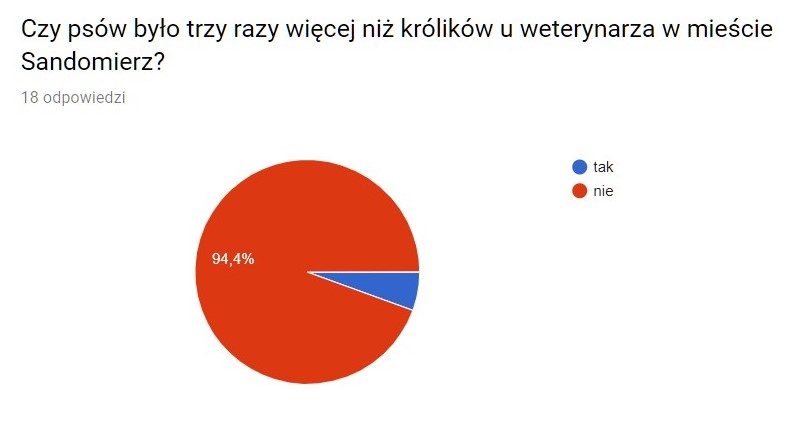 Czy psów było trzy razy więcej niż królików u weterynarza w mieście
Sandomierz?
18 odpowiedzi
tak
nie
94,4%